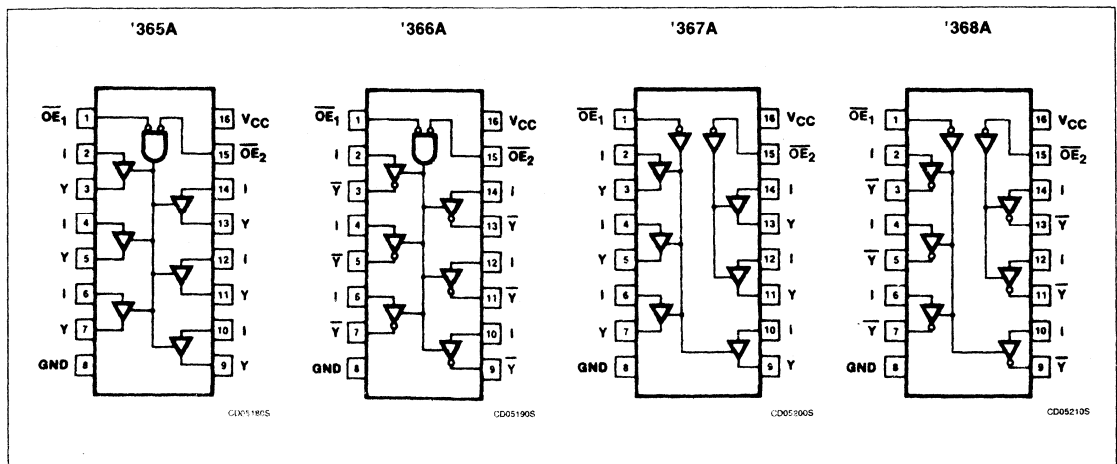 '365A
'366A
'367A
'368A
OE1 1
I 2
Y 3
I 4
Y 5
I 6
Y 7
GND 8
16 VCC
15 OE2
14 I
13 Y
12 I
11 Y
10 I
9 Y
CD05180S
OE1 1
I 2
Y 3
I 4
Y 5
I 6
Y 7
GND 8
16 VCC
15 OE2
14 I
13 Y
12 I
11 Y
10 I
9 Y
CD05190S
OE1 1
I 2
Y 3
I 4
Y 5
I 6
Y 7
GND 8
16 VCC
15 OE2
14 I
13 Y
12 I
11 Y
10 I
9 Y
CD05200S
OE1 1
I 2
Y 3
I 4
Y 5
I 6
Y 7
GND 8
16 VCC
15 OE2
14 I
13 Y
12 I
11 Y
10 I
9 Y
CD05210S